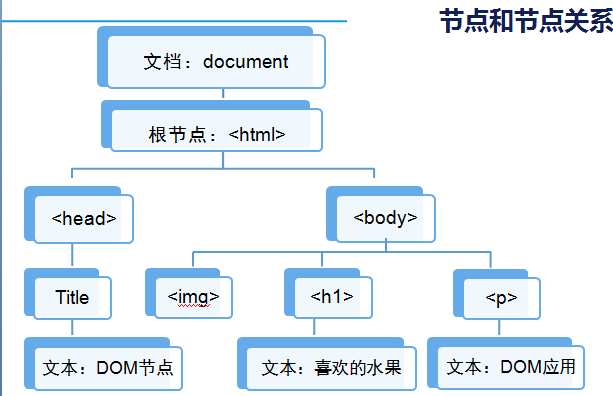 节点和节点关系
文档：document
根节点：<html>
<head>
<body>
Title
<img>
<h1>
<p>
文本：DOM节点
文本：喜欢的水果
文本：DOM应用